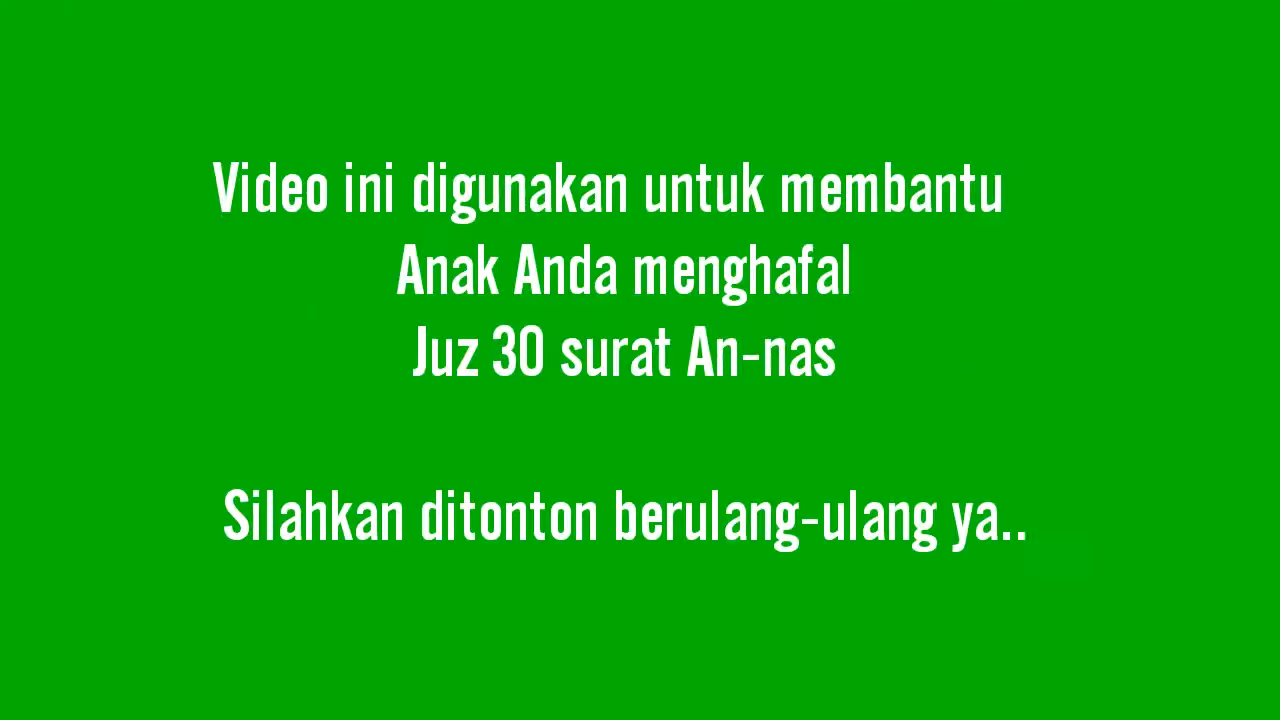 Video ini digunakan untuk membantu
Anak Anda menghafal
Juz 30 surat An-nas
Silahkan ditonton berulang-ulang ya..